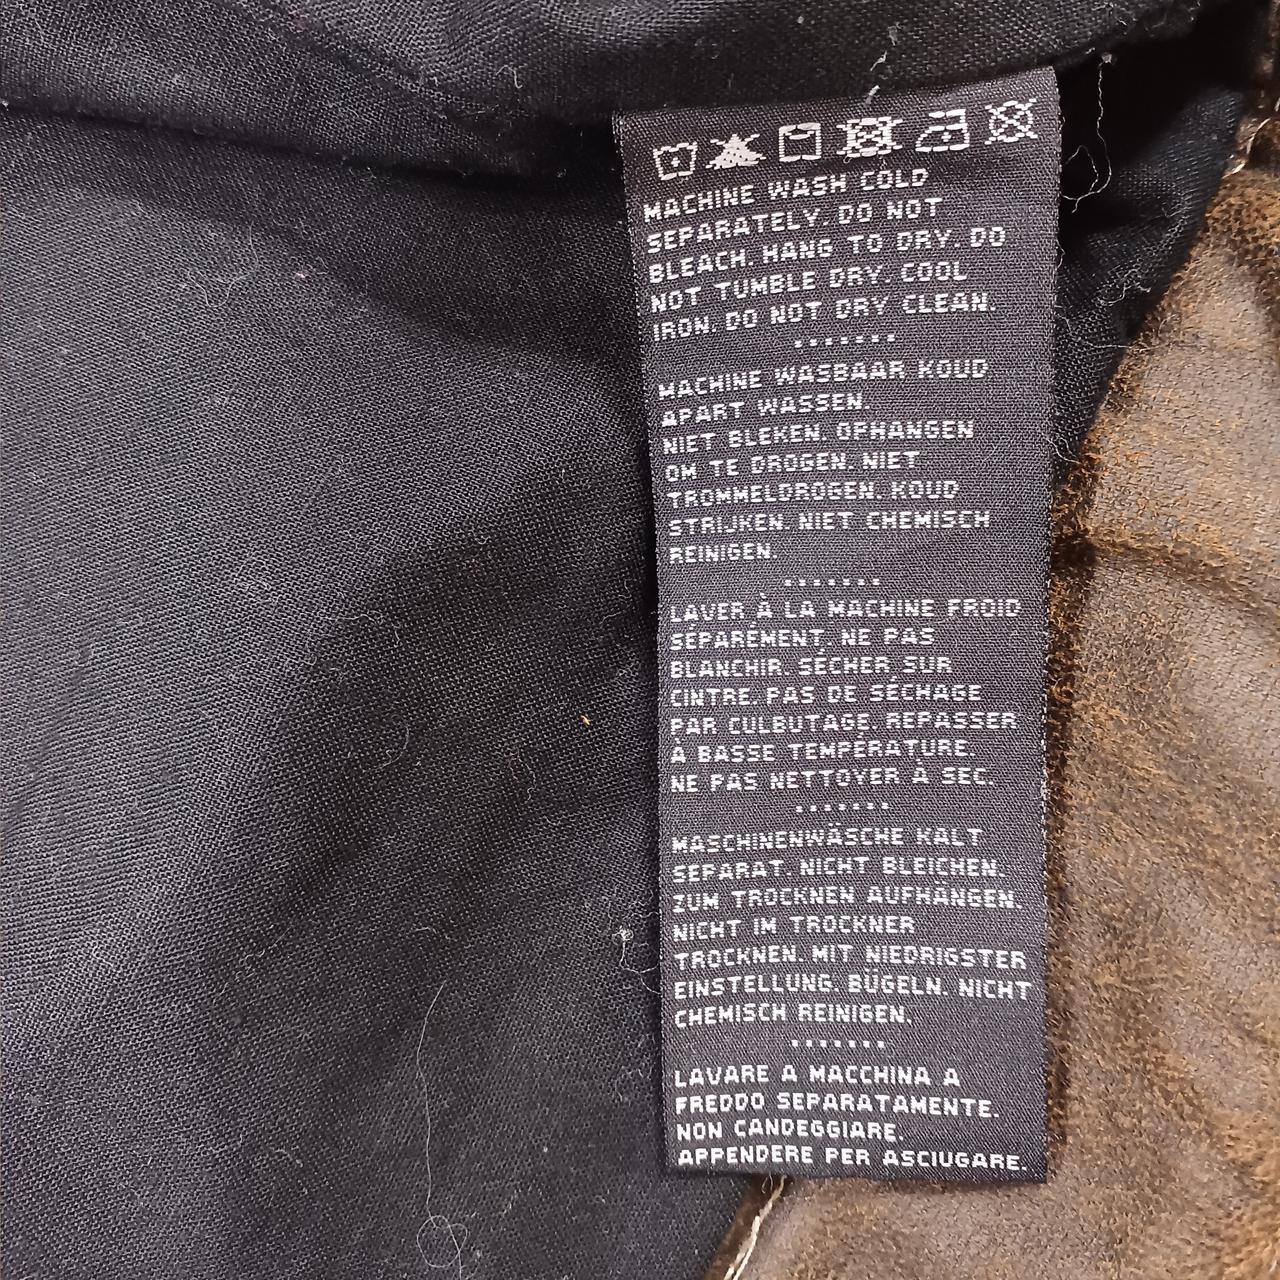 MACHINE WASH COLD
SEPARATELY. DO NOT
BLEACH. HANG TO DRY. DO
NOT TUMBLE DRY. COOL
IRON. DO NOT DRY CLEAN.
.......
MACHINE WASBAAR KOUD
APART WASSEN.
NIET BLEKEN. OPHANGEN
OM TE DROGEN. NIET
TROMMELDROGEN. KOUD
STRIJKEN. NIET CHEMISCH
REINIGEN.
.......
LAVER À LA MACHINE FROID
SÉPARÉMENT. NE PAS
BLANCHIR. SÉCHER SUR
CINTRE. PAS DE SÉCHAGE
PAR CULBUTAGE. REPASSER
À BASSE TEMPÉRATURE.
NE PAS NETTOYER À SEC.
.......
MASCHINENWÄSCHE KALT
SEPARAT. NICHT BLEICHEN.
ZUM TROCKNEN AUFHÄNGEN.
NICHT IM TROCKNER
TROCKNEN. MIT NIEDRIGSTER
EINSTELLUNG. BÜGELN. NICHT
CHEMISCH REINIGEN.
.......
LAVARE A MACCHINA A
FREDDO SEPARATAMENTE.
NON CANDEGGIARE.
APPENDERE PER ASCIUGARE.